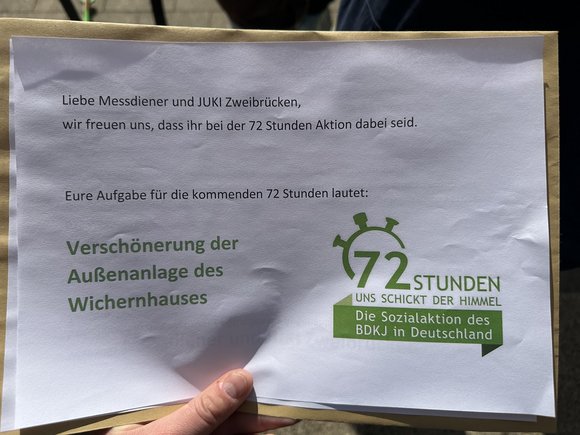 Liebe Messdiener und JUKI Zweibrücken,
wir freuen uns, dass ihr bei der 72 Stunden Aktion dabei seid.
Eure Aufgabe für die kommenden 72 Stunden lautet:
Verschönerung der
Außenanlage des
Wichernhauses
72 STUNDEN
UNS SCHICKT DER HIMMEL
Die Sozialaktion des
BDKJ in Deutschland